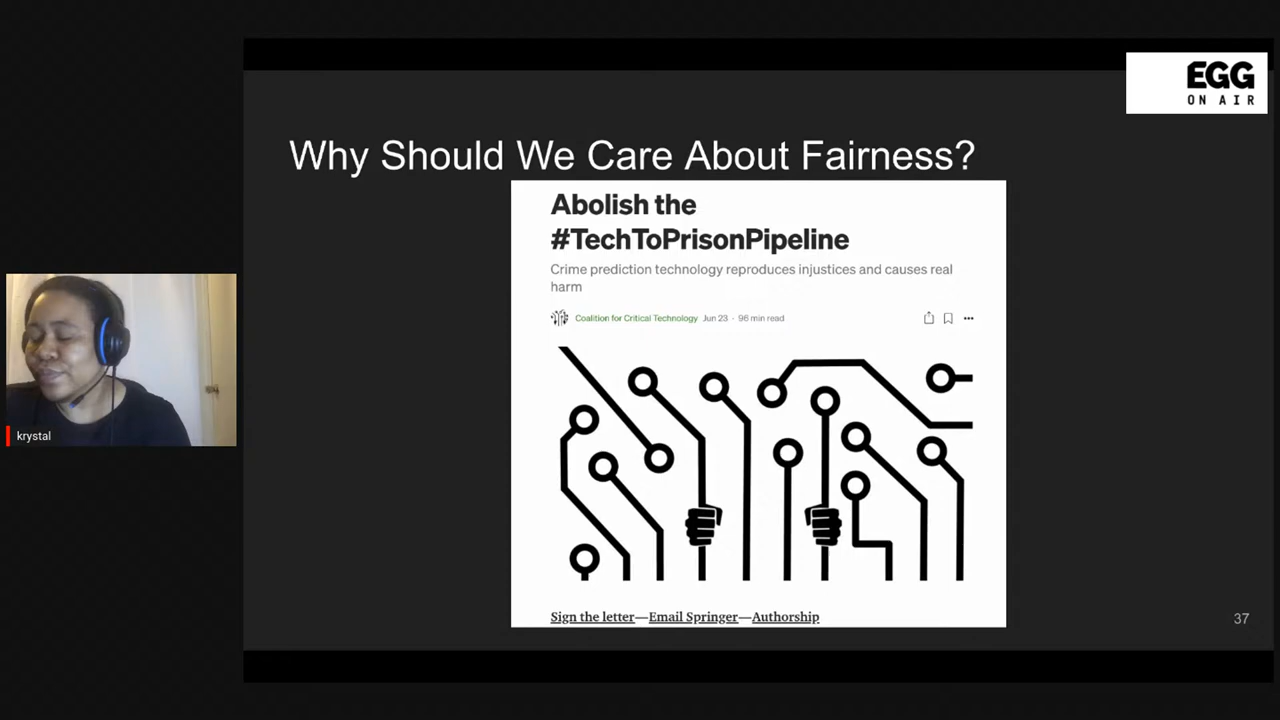 EGG
ON AIR
Why Should We Care About Fairness?
Abolish the
#TechToPrisonPipeline
Crime prediction technology reproduces injustices and causes real
harm
Coalition for Critical Technology Jun 23 · 96 min read
krystal
Sign the letter—Email Springer—Authorship
37